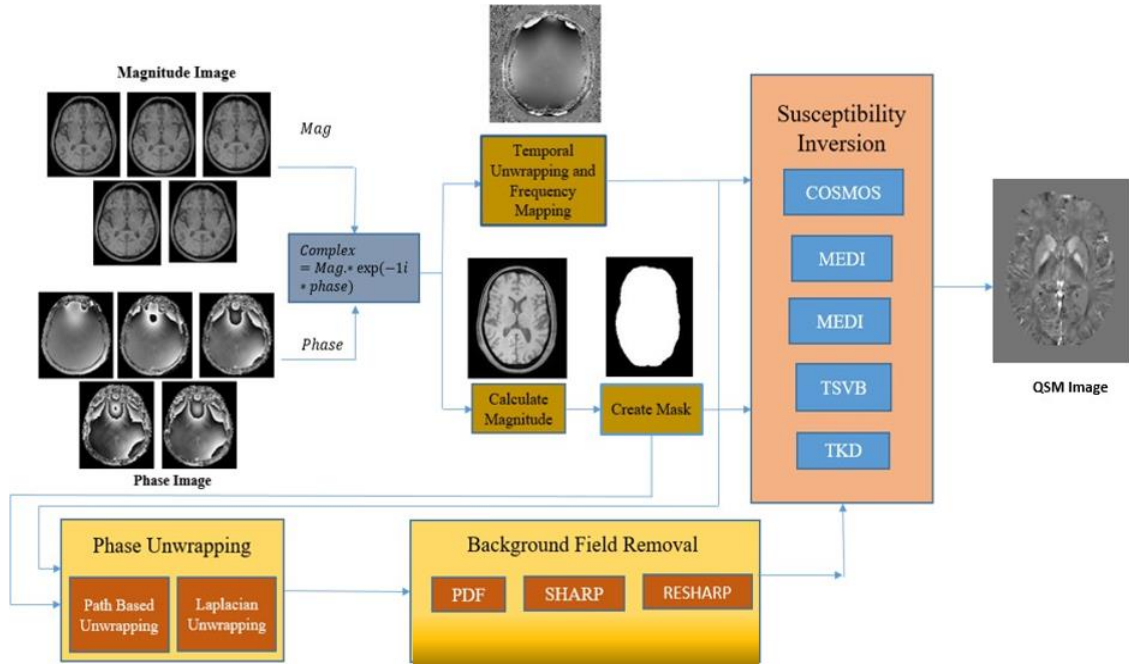 Magnitude Image
Mag
Complex
= Mag.* exp(−1i
* phase)
Phase
Phase Image
Temporal
Unwrapping and
Frequency
Mapping
Calculate
Magnitude
Create Mask
Susceptibility
Inversion
COSMOS
MEDI
MEDI
TSVB
TKD
QSM Image
Phase Unwrapping
Path Based
Unwrapping
Laplacian
Unwrapping
Background Field Removal
PDF
SHARP
RESHARP